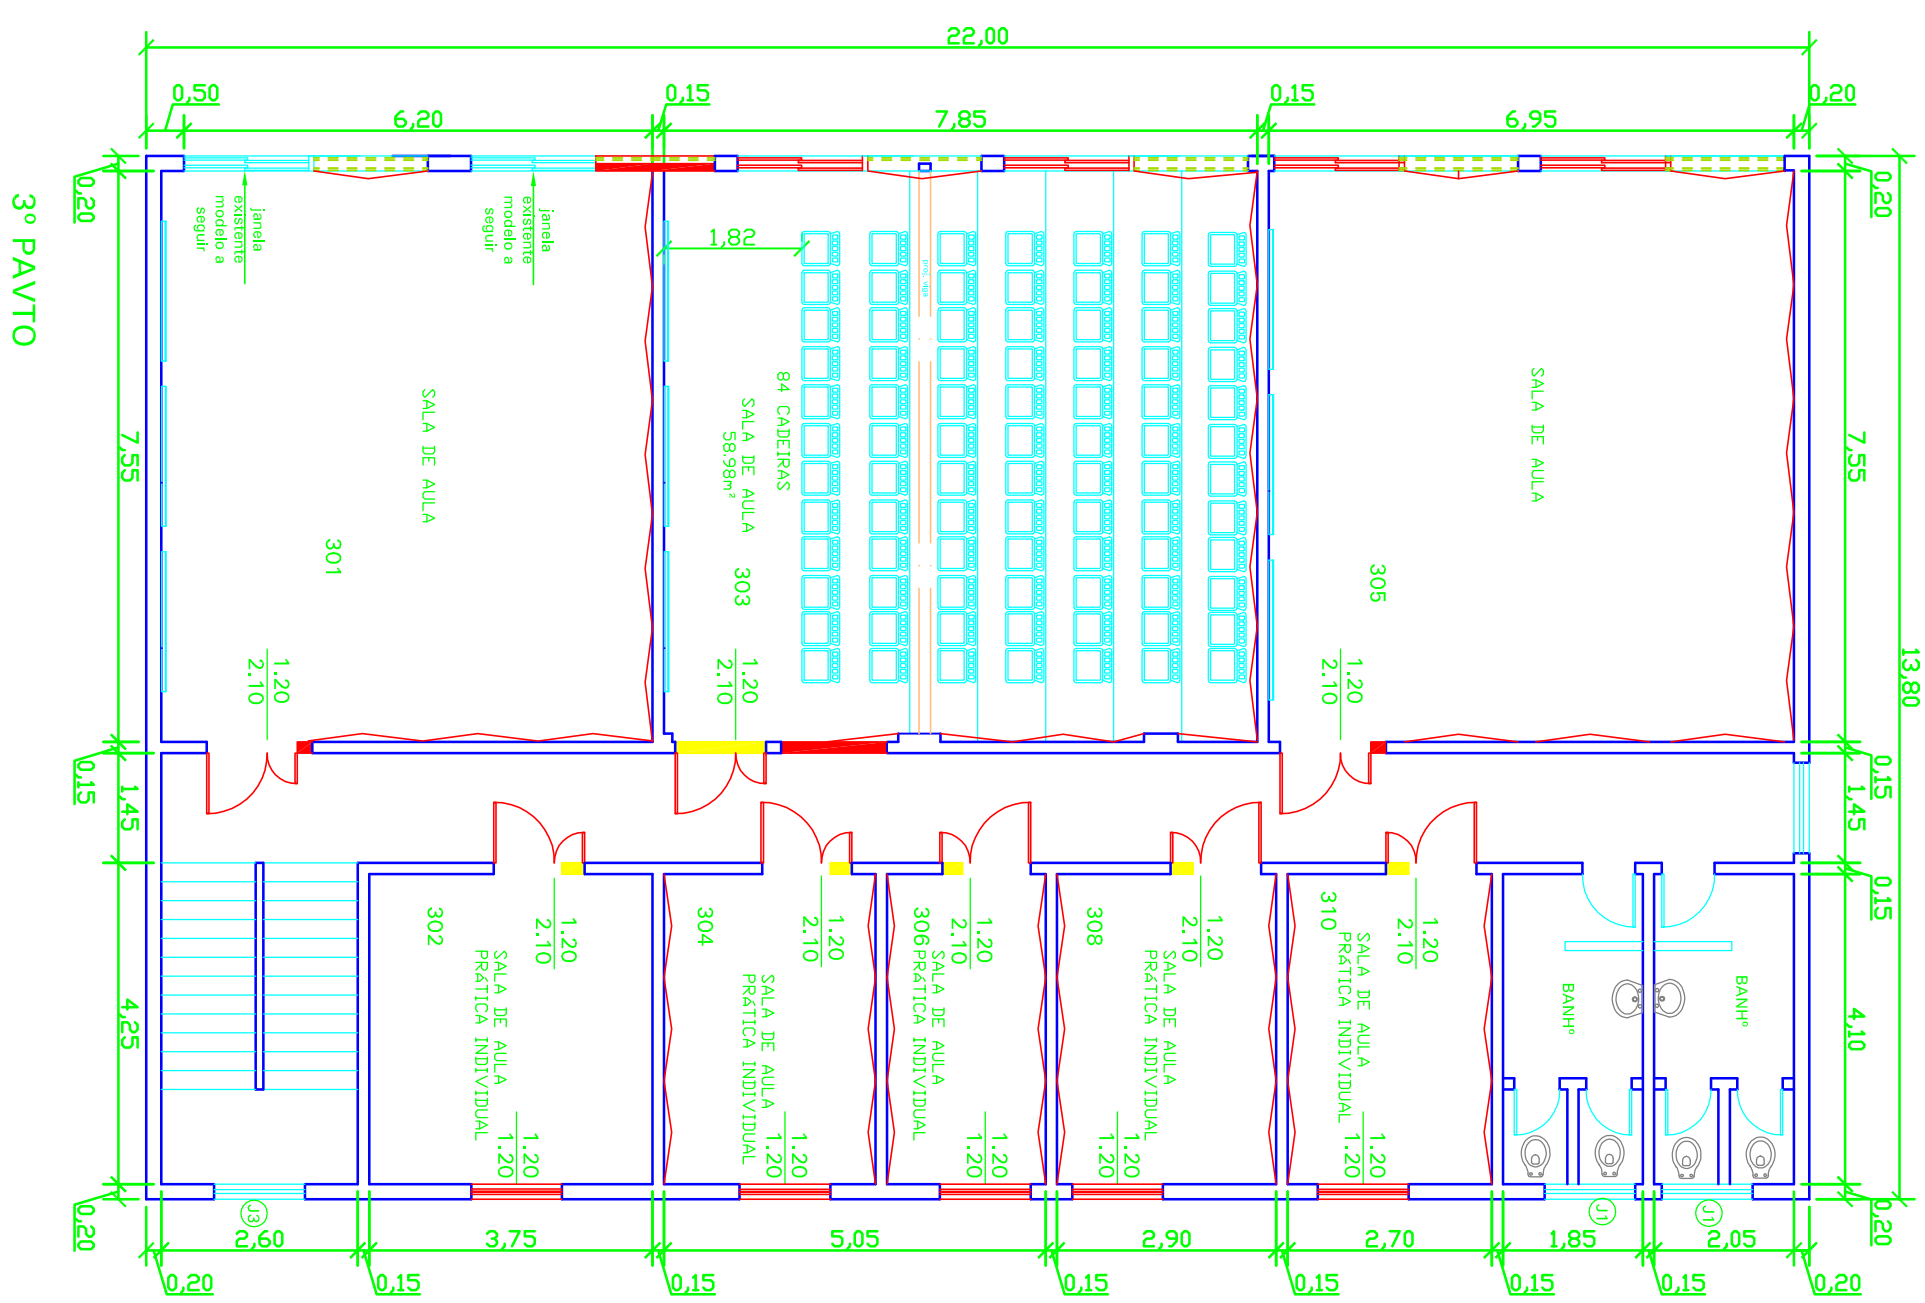 22,00
0,50
6,20
0,15
7,85
0,15
6,95
0,20
3º PAVTO
0,20
7,55
0,15
1,45
4,25
0,20
janela
existente
modelo a
seguir
janela
existente
modelo a
seguir
SALA DE AULA
301
1.20
2.10
1,82
proj. viga
84 CADEIRAS
SALA DE AULA
58.98m²
303
1.20
2.10
SALA DE AULA
305
1.20
2.10
0,20
7,55
13,80
0,15
1,45
0,15
4,10
0,20
302
1.20
2.10
SALA DE AULA
PRÁTICA INDIVIDUAL
1.20
1.20
304
1.20
2.10
SALA DE AULA
PRÁTICA INDIVIDUAL
1.20
1.20
306
1.20
2.10
SALA DE AULA
PRÁTICA INDIVIDUAL
1.20
1.20
308
1.20
2.10
SALA DE AULA
PRÁTICA INDIVIDUAL
1.20
1.20
310
1.20
2.10
SALA DE AULA
PRÁTICA INDIVIDUAL
1.20
1.20
BANHº
BANHº
J3
J1
J1
2,60
3,75
5,05
2,90
2,70
1,85
2,05
0,20
0,15
0,15
0,15
0,15
0,15
0,15
0,20